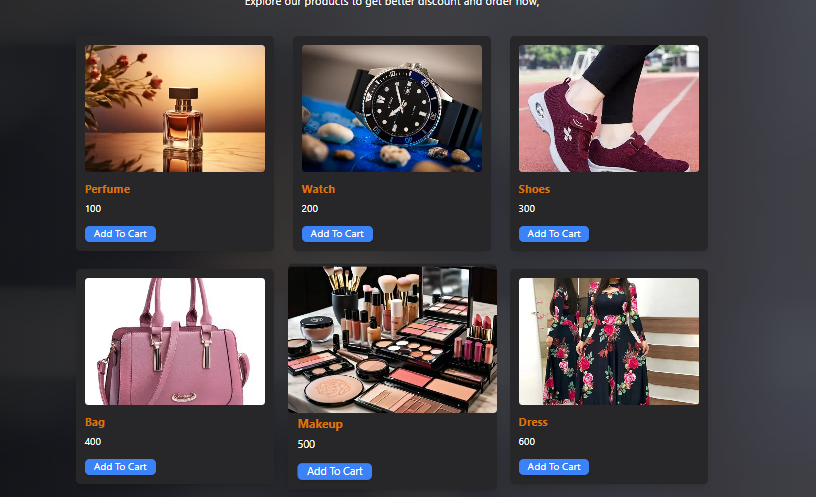 Explore our products to get better discount and order now,
Perfume
100
Add To Cart
Watch
200
Add To Cart
Shoes
300
Add To Cart
Bag
400
Add To Cart
Makeup
500
Add To Cart
Dress
600
Add To Cart